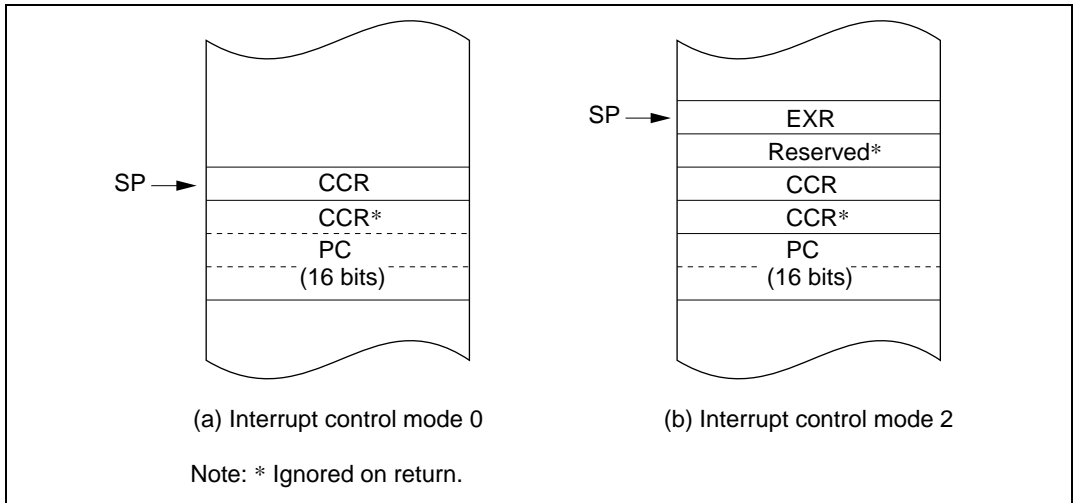 SP
CCR
CCR*
PC
(16 bits)
(a) Interrupt control mode 0
SP
EXR
Reserved*
CCR
CCR*
PC
(16 bits)
(b) Interrupt control mode 2
Note: * Ignored on return.